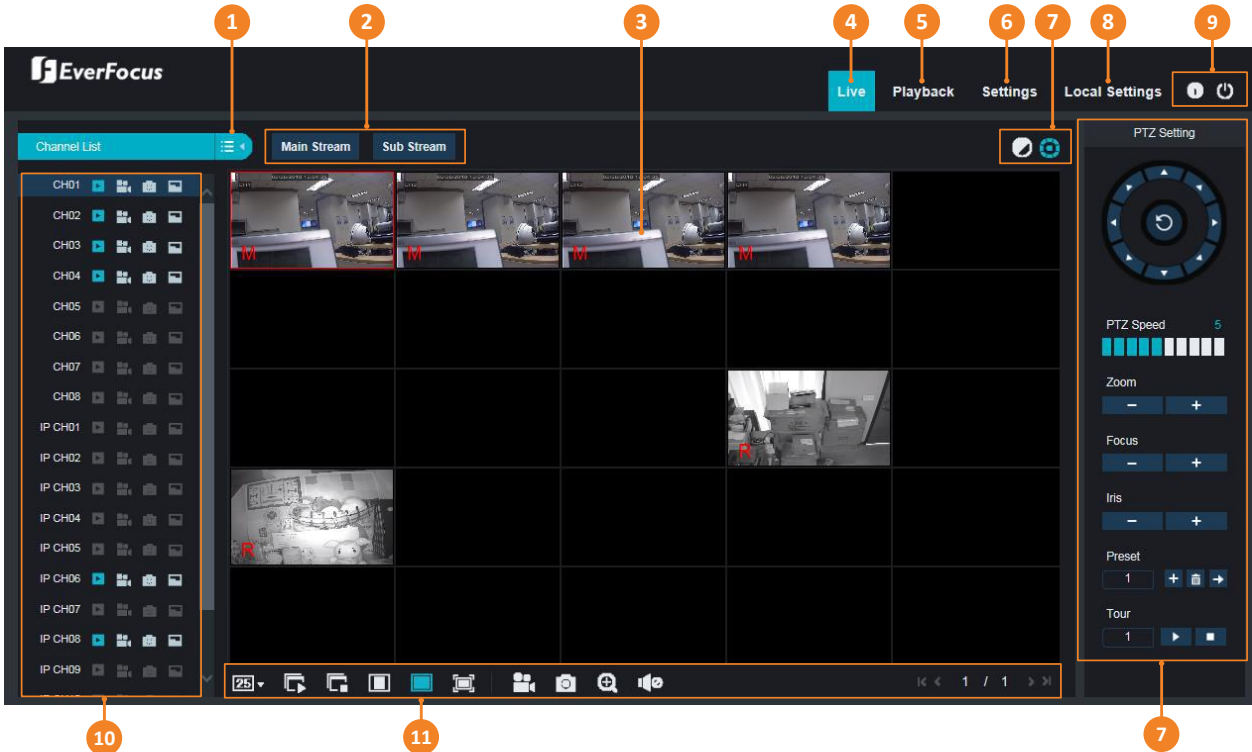 1 2 3 4 5 6 7 8 9
EverFocus
Live Playback Settings Local Settings
Channel List
Main Stream Sub Stream
PTZ Setting
CH01
CH02
CH03
CH04
CH05
CH06
CH07
CH08
IP CH01
IP CH02
IP CH03
IP CH04
IP CH05
IP CH06
IP CH07
IP CH08
IP CH09
M M M M
R
R
PTZ Speed 5
Zoom
− +
Focus
− +
Iris
− +
Preset
1
Tour
1
25
1 / 1
10 11 7